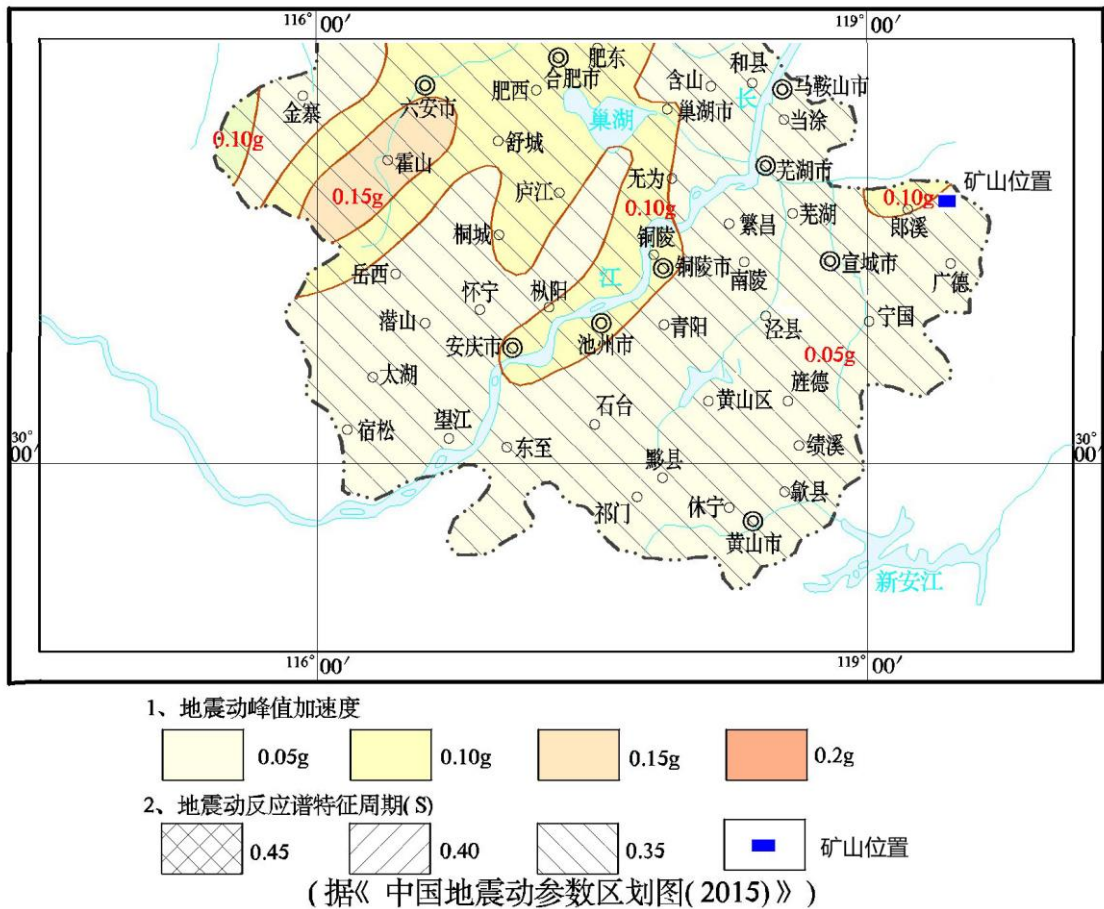 116° 00′
119° 00′
肥东
合肥市
和县
含山
马鞍山市
肥西
六安市
金寨
长
巢湖
巢湖市
当涂
0.10g
舒城
霍山
芜湖市
矿山位置
0.15g
庐江
无为
0.10g
0.10g
芜湖
郎溪
繁昌
桐城
铜陵
铜陵市
南陵
宣城市
广德
岳西
江
怀宁
枞阳
潜山
池州市
青阳
泾县
宁国
安庆市
0.05g
太湖
黄山区
旌德
石台
望江
宿松
30° 00′
30° 00′
东至
绩溪
黟县
祁门
休宁
歙县
黄山市
新安江
116° 00′
119° 00′
1、地震动峰值加速度
0.05g
0.10g
0.15g
0.2g
2、地震动反应谱特征周期(S)
0.45
0.40
0.35
矿山位置
(据《中国地震动参数区划图(2015)》)